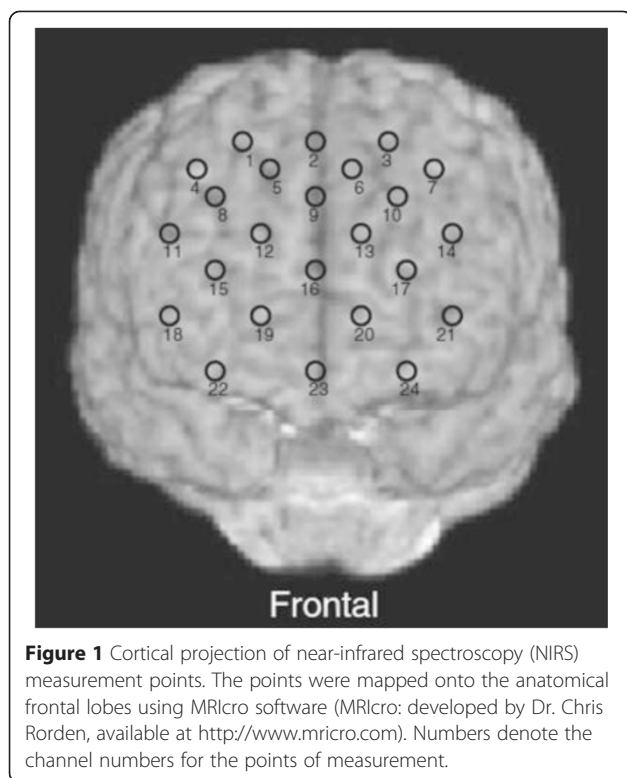 1 2 3
4 5 6 7
8 9 10
11 12 13 14
15 16 17
18 19 20 21
22 23 24
Frontal
Figure 1 Cortical projection of near-infrared spectroscopy (NIRS)
measurement points. The points were mapped onto the anatomical
frontal lobes using MRIcro software (MRIcro: developed by Dr. Chris
Rorden, available at http://www.mricro.com). Numbers denote the
channel numbers for the points of measurement.